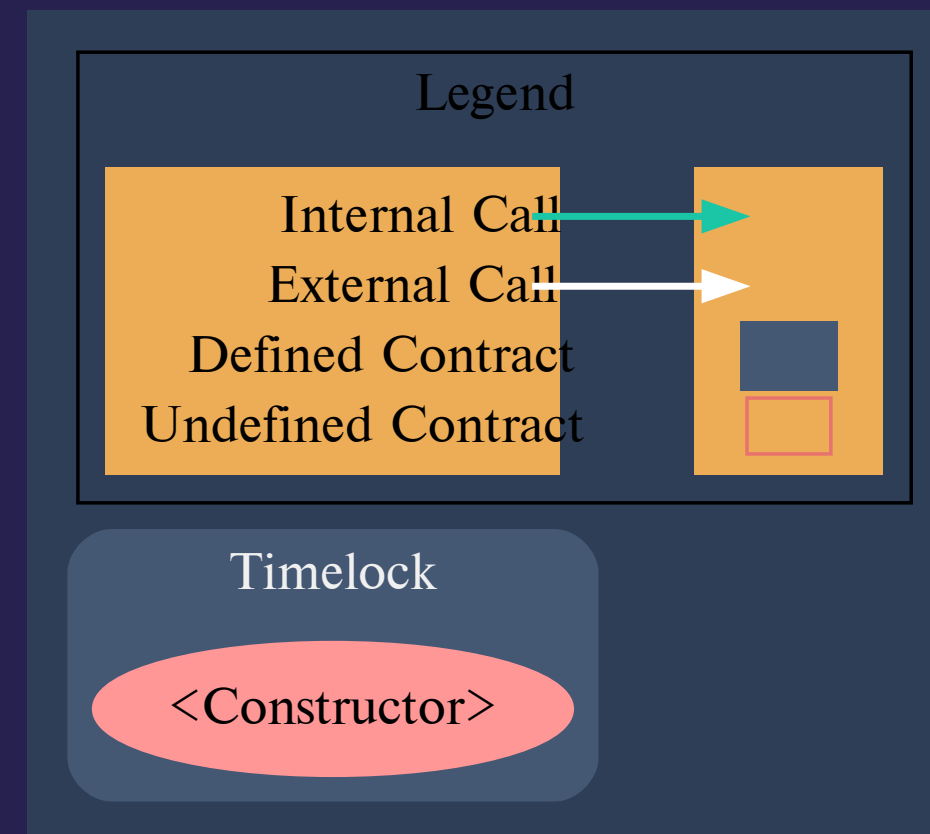 Legend
Internal Call
External Call
Defined Contract
Undefined Contract
Timelock
<Constructor>